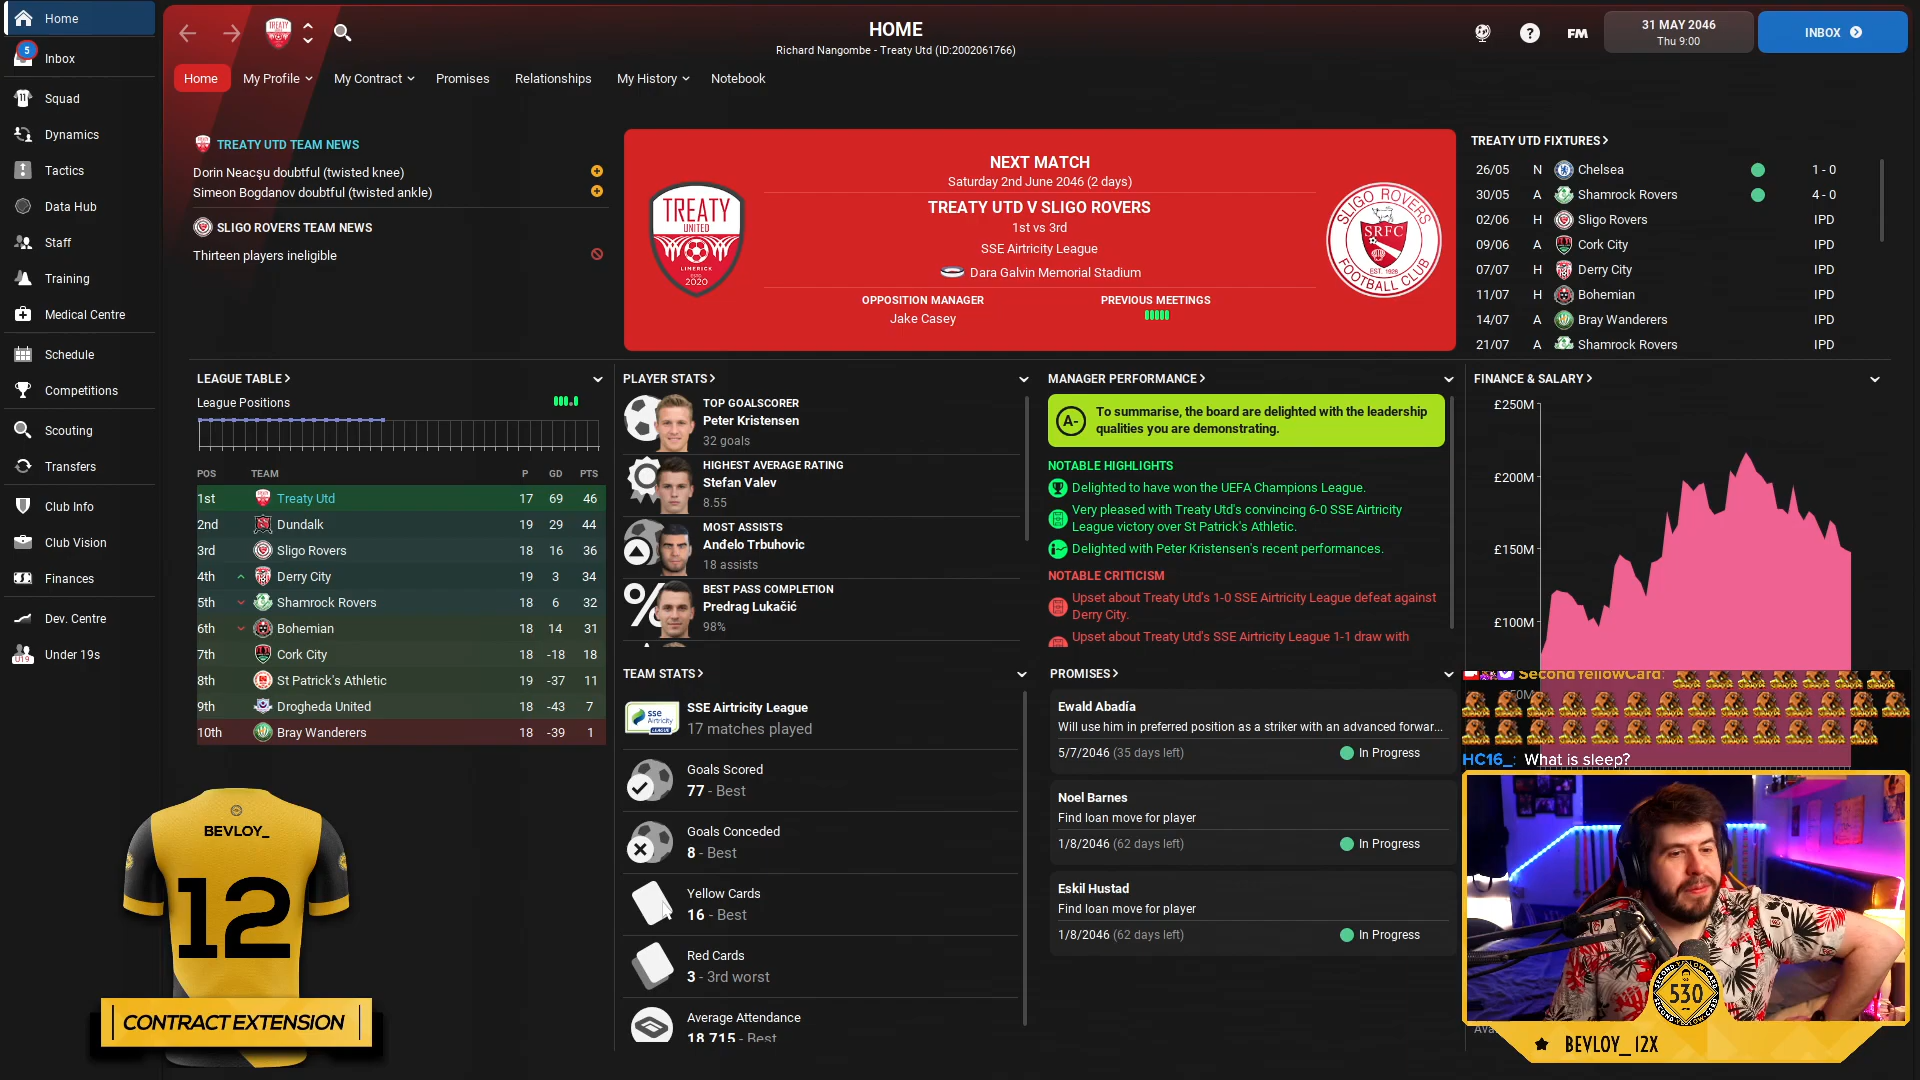 Home
5
Inbox
Squad
Dynamics
Tactics
Data Hub
Staff
Training
Medical Centre
Schedule
Competitions
Scouting
Transfers
Club Info
Club Vision
Finances
Dev. Centre
Under 19s
HOME
Richard Nangombe - Treaty Utd (ID:2002061766)
FM
31 MAY 2046
Thu 9:00
INBOX
Home
My Profile
My Contract
Promises
Relationships
My History
Notebook
TREATY UTD TEAM NEWS
Dorin Neacşu doubtful (twisted knee)
Simeon Bogdanov doubtful (twisted ankle)
SLIGO ROVERS TEAM NEWS
Thirteen players ineligible
TREATY
UNITED
LIMERICK
2020
NEXT MATCH
Saturday 2nd June 2046 (2 days)
TREATY UTD V SLIGO ROVERS
1st vs 3rd
SSE Airtricity League
Dara Galvin Memorial Stadium
OPPOSITION MANAGER
Jake Casey
PREVIOUS MEETINGS
SLIGO ROVERS
SRFC
EST. 1928
FOOTBALL CLUB
TREATY UTD FIXTURES
26/05 N Chelsea 1 - 0
30/05 A Shamrock Rovers 4 - 0
02/06 H Sligo Rovers IPD
09/06 A Cork City IPD
07/07 H Derry City IPD
11/07 H Bohemian IPD
14/07 A Bray Wanderers IPD
21/07 A Shamrock Rovers IPD
LEAGUE TABLE
League Positions
POS TEAM P GD PTS
1st Treaty Utd 17 69 46
2nd Dundalk 19 29 44
3rd Sligo Rovers 18 16 36
4th Derry City 19 3 34
5th Shamrock Rovers 18 6 32
6th Bohemian 18 14 31
7th Cork City 18 -18 18
8th St Patrick's Athletic 19 -37 11
9th Drogheda United 18 -43 7
10th Bray Wanderers 18 -39 1
PLAYER STATS
TOP GOALSCORER
Peter Kristensen
32 goals
HIGHEST AVERAGE RATING
Stefan Valev
8.55
MOST ASSISTS
Anđelo Trbuhovic
18 assists
BEST PASS COMPLETION
Predrag Lukačić
98%
TEAM STATS
SSE Airtricity League
17 matches played
Goals Scored
77 - Best
Goals Conceded
8 - Best
Yellow Cards
16 - Best
Red Cards
3 - 3rd worst
Average Attendance
18,715 - Best
MANAGER PERFORMANCE
A-
To summarise, the board are delighted with the leadership
qualities you are demonstrating.
NOTABLE HIGHLIGHTS
Delighted to have won the UEFA Champions League.
Very pleased with Treaty Utd's convincing 6-0 SSE Airtricity
League victory over St Patrick's Athletic.
Delighted with Peter Kristensen's recent performances.
NOTABLE CRITICISM
Upset about Treaty Utd's 1-0 SSE Airtricity League defeat against
Derry City.
Upset about Treaty Utd's SSE Airtricity League 1-1 draw with
PROMISES
Ewald Abadía
Will use him in preferred position as a striker with an advanced forwar...
5/7/2046 (35 days left) In Progress
Noel Barnes
Find loan move for player
1/8/2046 (62 days left) In Progress
Eskil Hustad
Find loan move for player
1/8/2046 (62 days left) In Progress
FINANCE & SALARY
£250M
£200M
£150M
£100M
SecondYellowCard:
HC16_: What is sleep?
BEVLOY_
12
CONTRACT EXTENSION
530
BEVLOY_12X